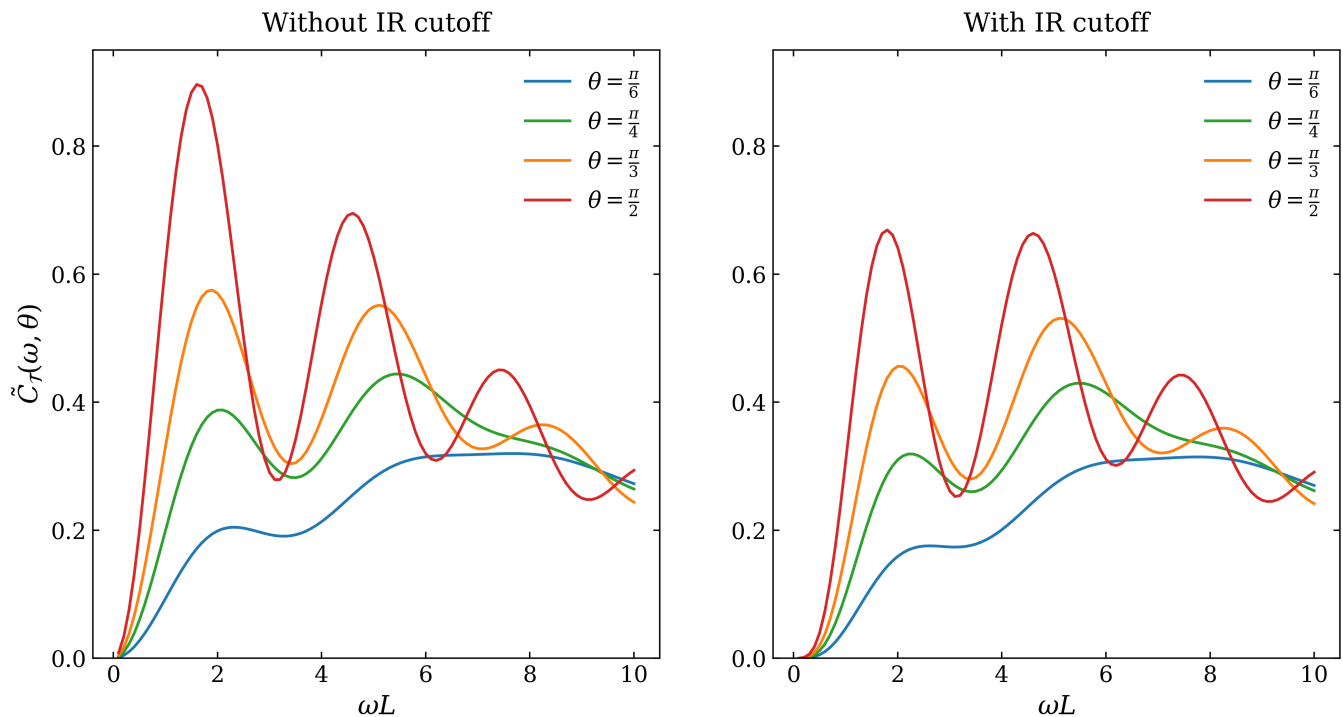 Without IR cutoff
C̃_𝒯(ω, θ)
0.0
0.2
0.4
0.6
0.8
0
2
4
6
8
10
ωL
θ = π/6
θ = π/4
θ = π/3
θ = π/2
With IR cutoff
0.0
0.2
0.4
0.6
0.8
0
2
4
6
8
10
ωL
θ = π/6
θ = π/4
θ = π/3
θ = π/2